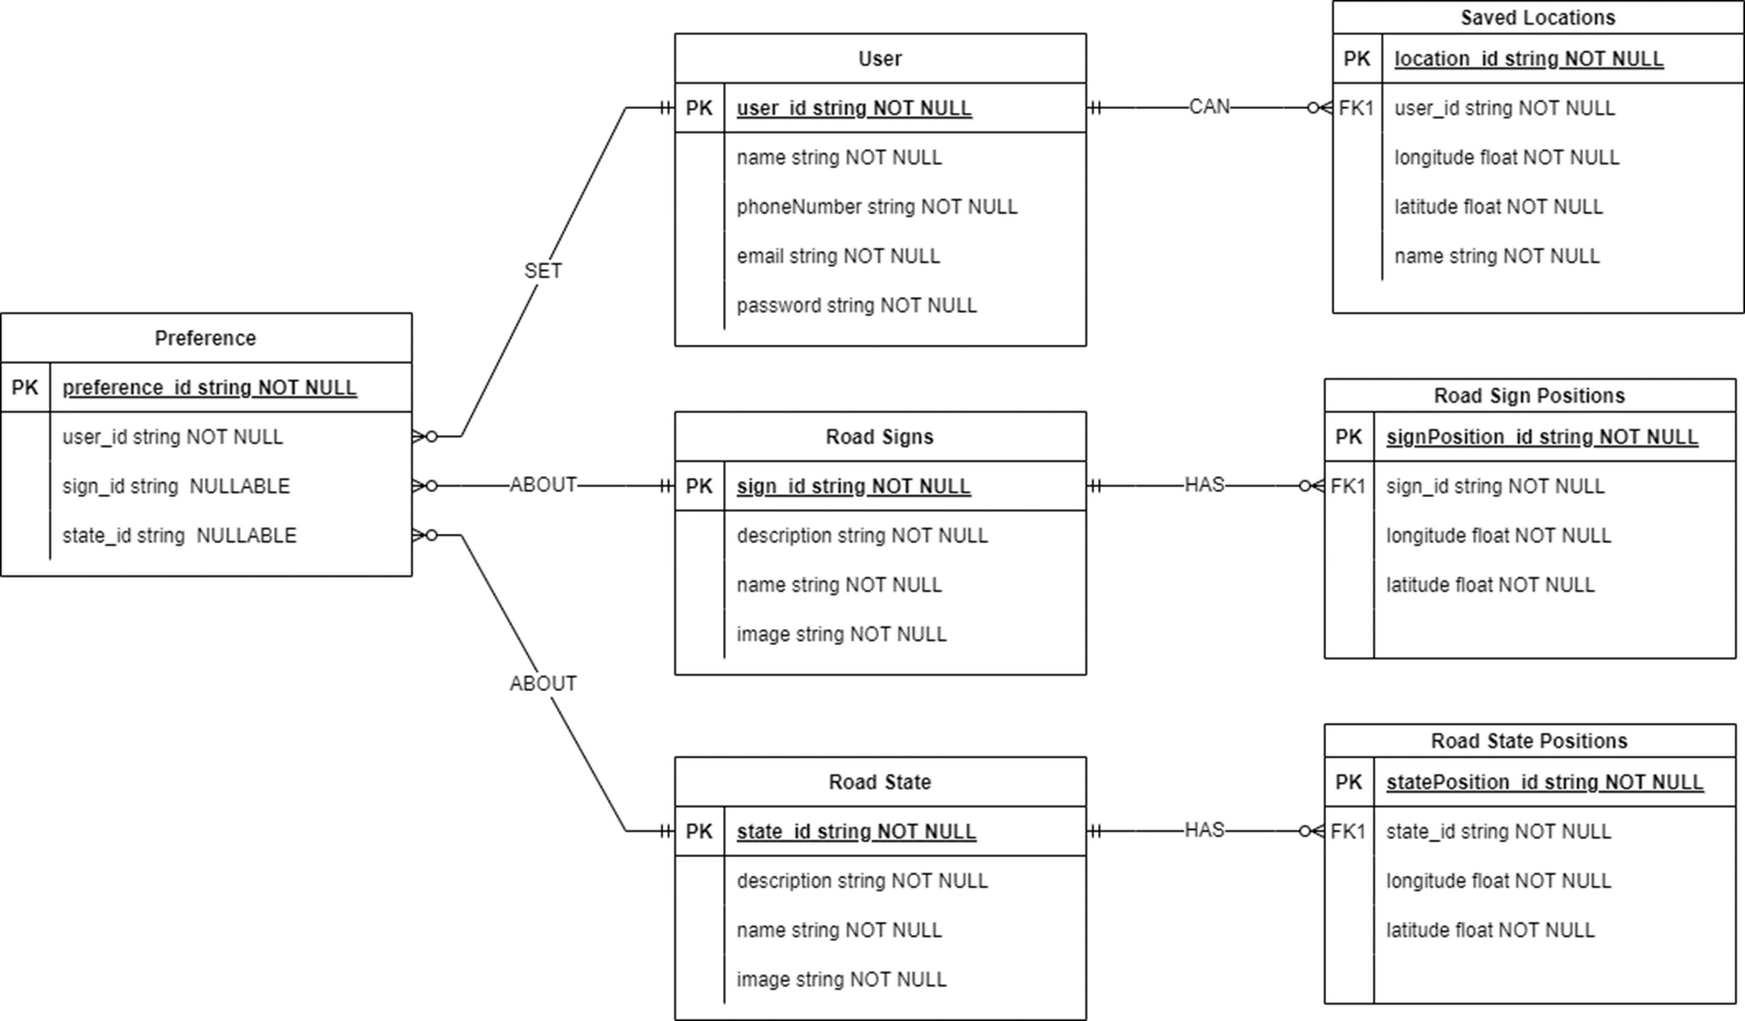 Saved Locations
PK location_id string NOT NULL
FK1 user_id string NOT NULL
longitude float NOT NULL
latitude float NOT NULL
name string NOT NULL
User
PK user_id string NOT NULL
name string NOT NULL
phoneNumber string NOT NULL
email string NOT NULL
password string NOT NULL
CAN
SET
Preference
PK preference_id string NOT NULL
user_id string NOT NULL
sign_id string NULLABLE
state_id string NULLABLE
ABOUT
Road Signs
PK sign_id string NOT NULL
description string NOT NULL
name string NOT NULL
image string NOT NULL
HAS
Road Sign Positions
PK signPosition_id string NOT NULL
FK1 sign_id string NOT NULL
longitude float NOT NULL
latitude float NOT NULL
ABOUT
Road State
PK state_id string NOT NULL
description string NOT NULL
name string NOT NULL
image string NOT NULL
HAS
Road State Positions
PK statePosition_id string NOT NULL
FK1 state_id string NOT NULL
longitude float NOT NULL
latitude float NOT NULL